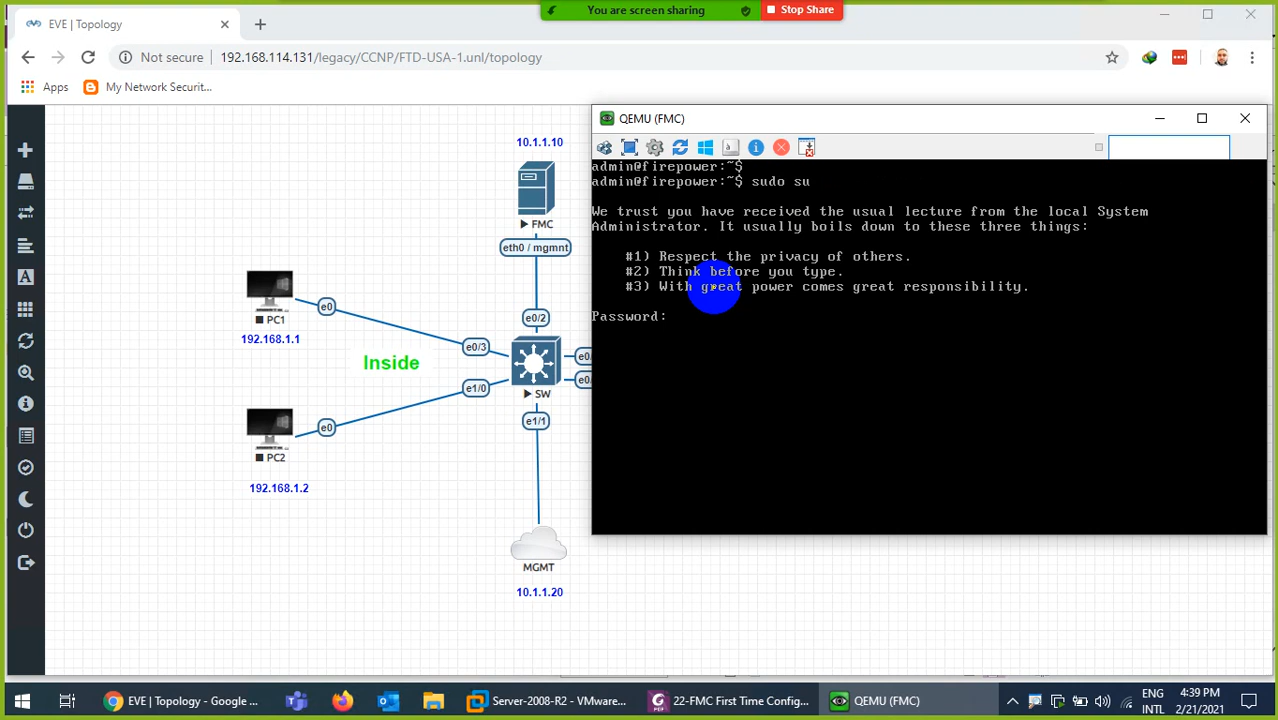 You are screen sharing
Stop Share
EVE | Topology
Not secure
192.168.114.131/legacy/CCNP/FTD-USA-1.unl/topology
Apps
My Network Securit...
10.1.1.10
FMC
eth0 / mgmnt
e0/2
PC1
e0
192.168.1.1
e0/3
Inside
SW
e0/
e0/
e1/0
PC2
e0
192.168.1.2
e1/1
MGMT
10.1.1.20
QEMU (FMC)
admin@firepower:~$
admin@firepower:~$ sudo su
We trust you have received the usual lecture from the local System
Administrator. It usually boils down to these three things:
#1) Respect the privacy of others.
#2) Think before you type.
#3) With great power comes great responsibility.
Password:
EVE | Topology - Google ...
Server-2008-R2 - VMware...
22-FMC First Time Config...
QEMU (FMC)
ENG
INTL
4:39 PM
2/21/2021